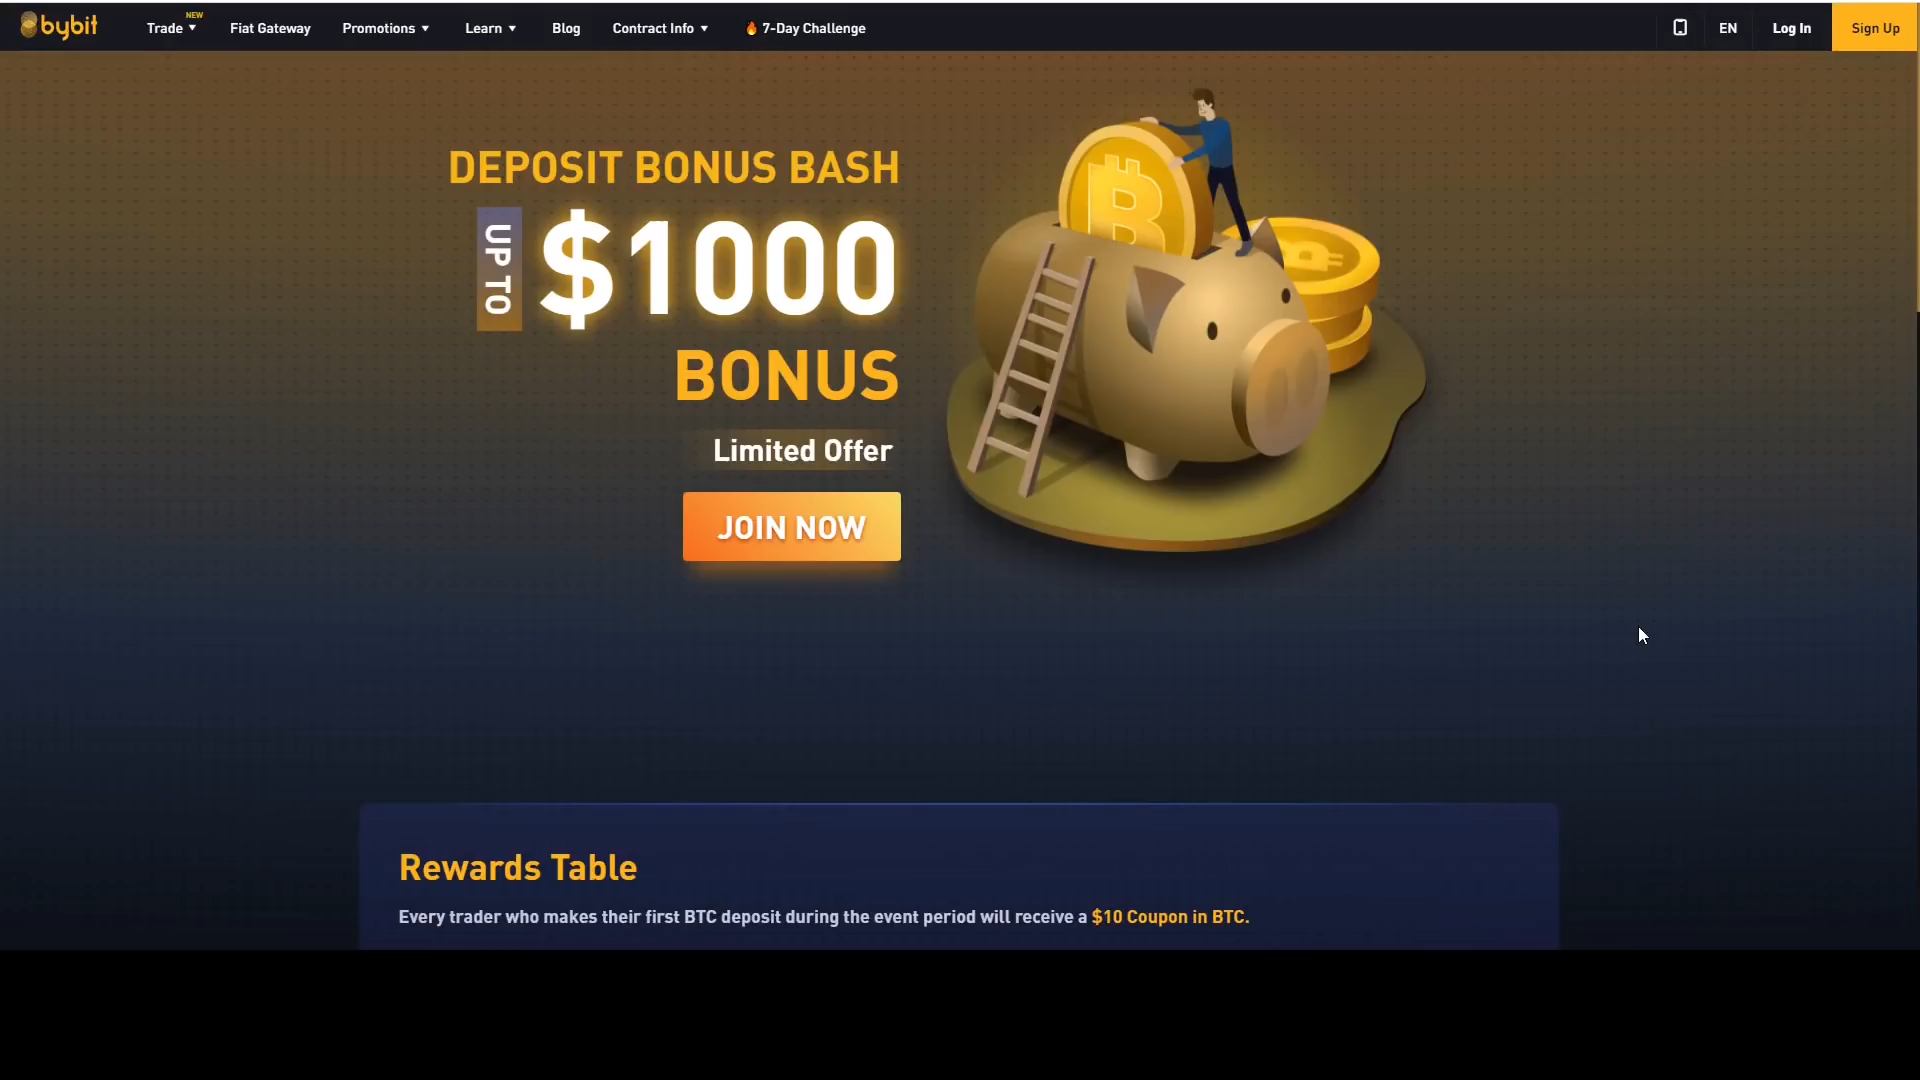 bybit Trade NEW Fiat Gateway Promotions Learn Blog Contract Info 7-Day Challenge EN Log In Sign Up
DEPOSIT BONUS BASH
UP TO $1000
BONUS
Limited Offer
JOIN NOW
Rewards Table
Every trader who makes their first BTC deposit during the event period will receive a $10 Coupon in BTC.